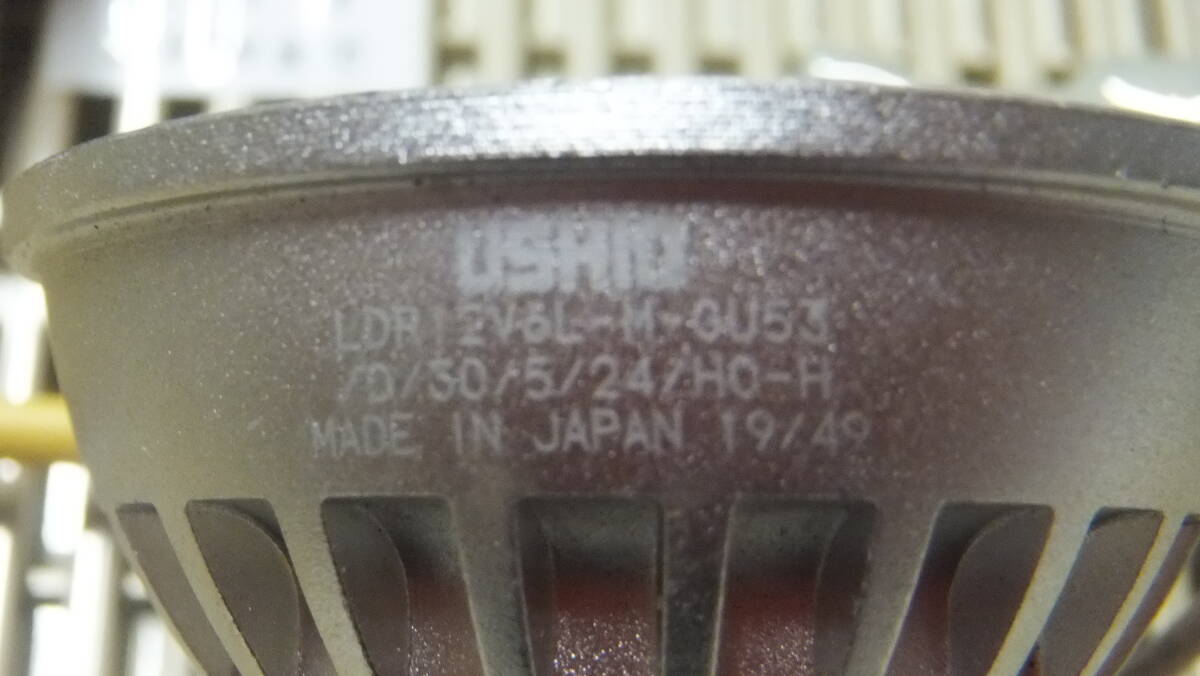 USHIO
LDR12V6L-M-GU53
/D/30/5/24/HC-H
MADE IN JAPAN 19/49